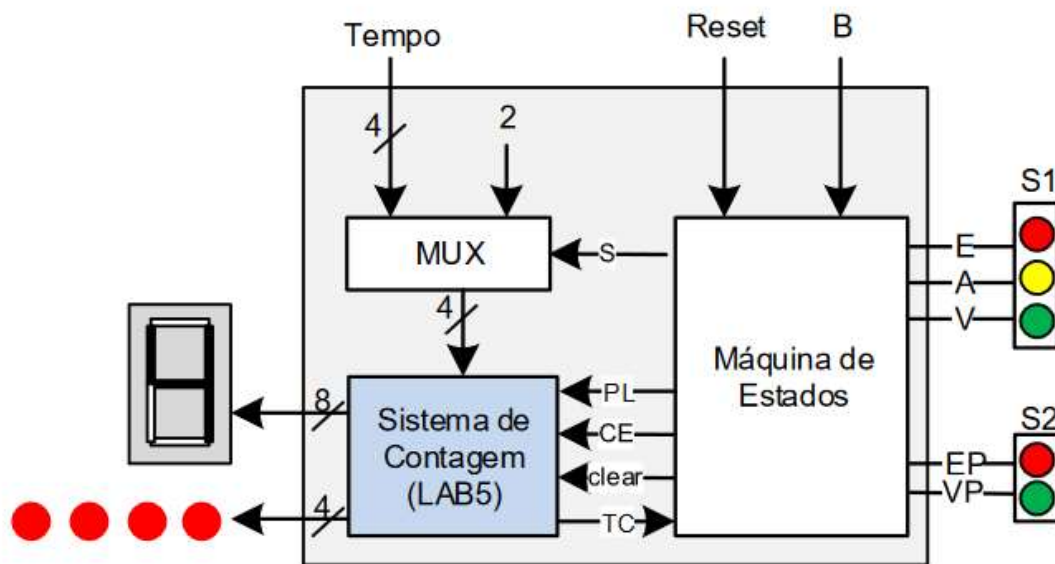 Tempo
Reset
B
4
2
S1
MUX
S
E
A
V
4
Máquina de
Estados
8
Sistema de
Contagem
(LAB5)
PL
CE
clear
TC
S2
EP
VP
4